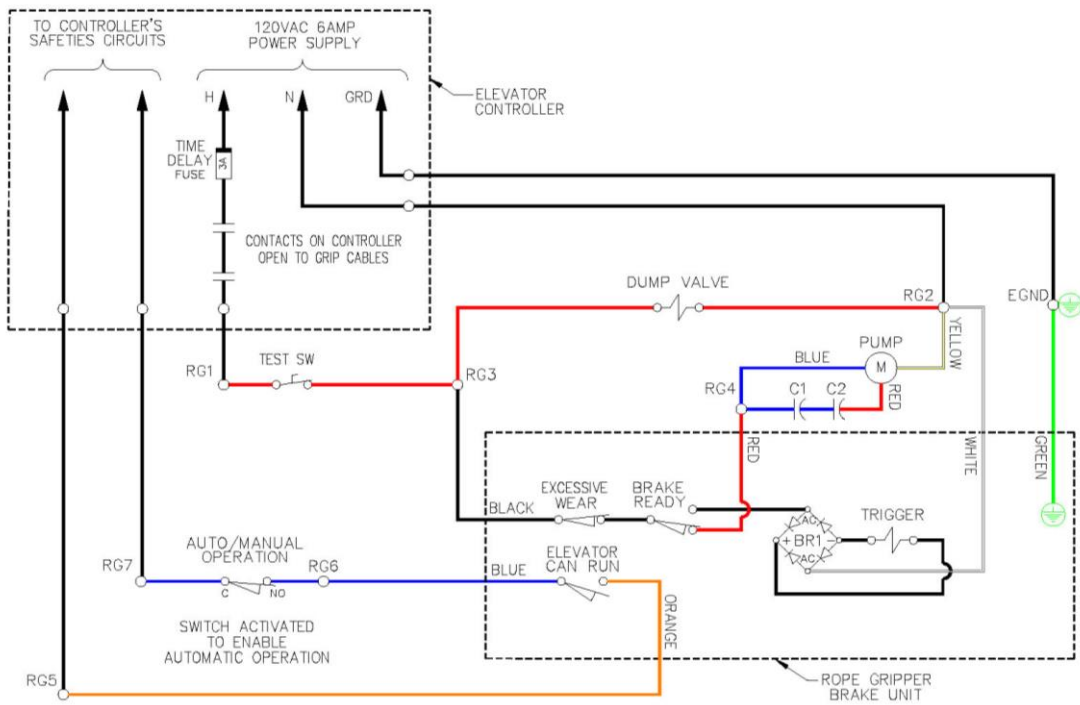 TO CONTROLLER'S
SAFETIES CIRCUITS
120VAC 6AMP
POWER SUPPLY
H
N
GRD
ELEVATOR
CONTROLLER
TIME
DELAY
FUSE
3A
CONTACTS ON CONTROLLER
OPEN TO GRIP CABLES
DUMP VALVE
RG2
EGND
YELLOW
PUMP
M
BLUE
RED
RG1
TEST SW
RG3
RG4
C1
C2
RED
WHITE
GREEN
BLACK
EXCESSIVE
WEAR
BRAKE
READY
AC
+ BR1 -
AC
TRIGGER
AUTO/MANUAL
OPERATION
RG7
C
NO
RG6
BLUE
ELEVATOR
CAN RUN
ORANGE
SWITCH ACTIVATED
TO ENABLE
AUTOMATIC OPERATION
RG5
ROPE GRIPPER
BRAKE UNIT